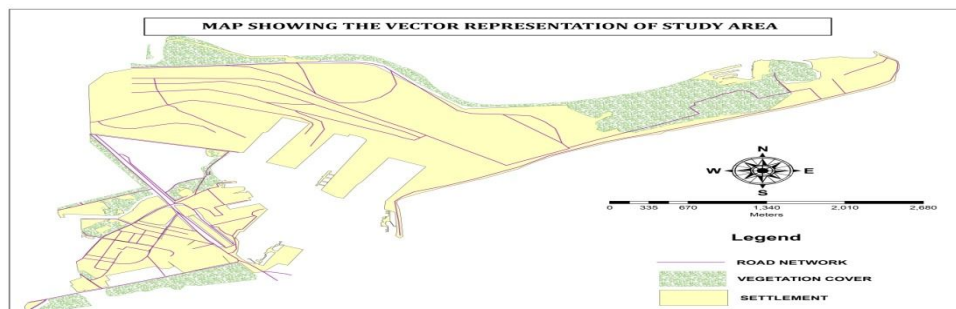 MAP SHOWING THE VECTOR REPRESENTATION OF STUDY AREA
N
W E
S
0 335 670 1,340 2,010 2,680
Meters
Legend
ROAD NETWORK
VEGETATION COVER
SETTLEMENT